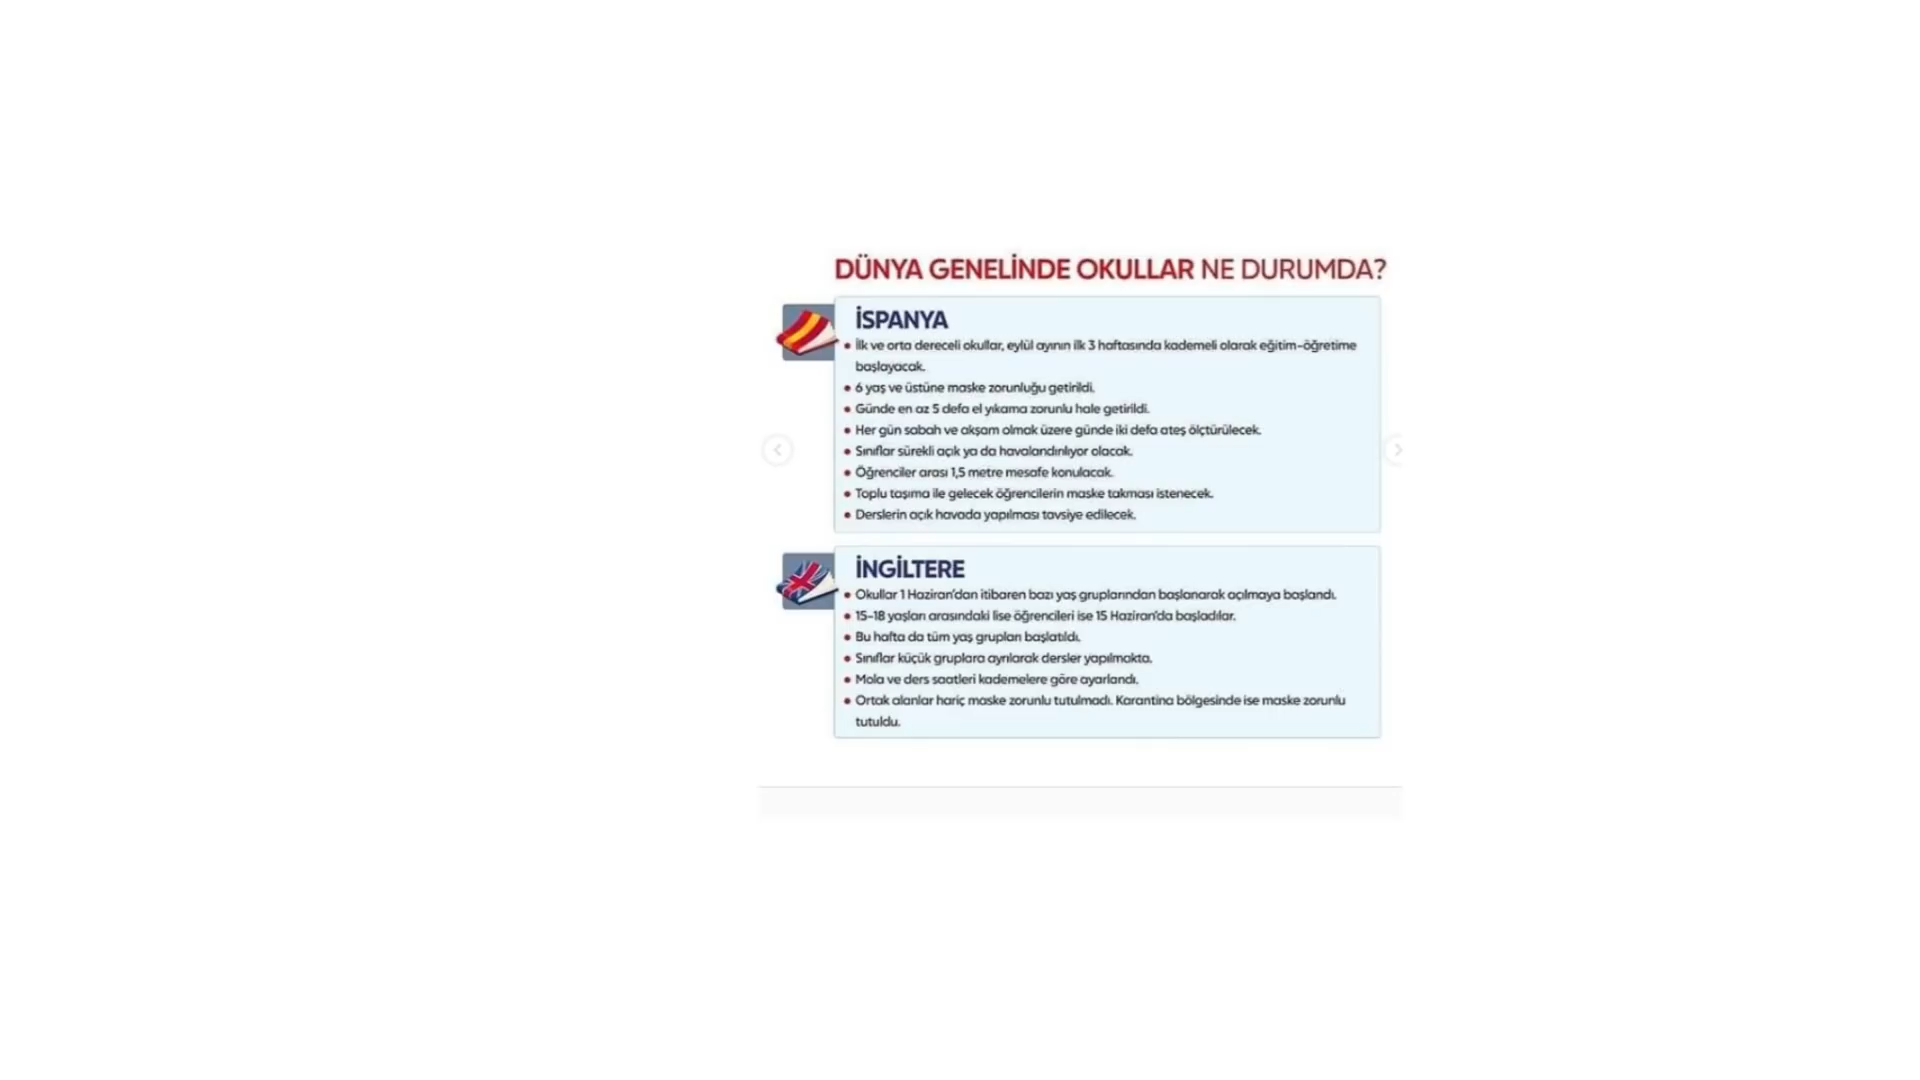 DÜNYA GENELİNDE OKULLAR NE DURUMDA?
İSPANYA
• İlk ve orta dereceli okullar, eylül ayının ilk 3 haftasında kademeli olarak eğitim-öğretime
başlayacak.
• 6 yaş ve üstüne maske zorunluğu getirildi.
• Günde en az 5 defa el yıkama zorunlu hale getirildi.
• Her gün sabah ve akşam olmak üzere günde iki defa ateş ölçtürülecek.
• Sınıflar sürekli açık ya da havalandırılıyor olacak.
• Öğrenciler arası 1,5 metre mesafe konulacak.
• Toplu taşıma ile gelecek öğrencilerin maske takması istenecek.
• Derslerin açık havada yapılması tavsiye edilecek.
İNGİLTERE
• Okullar 1 Haziran'dan itibaren bazı yaş gruplarından başlanarak açılmaya başlandı.
• 15-18 yaşları arasındaki lise öğrencileri ise 15 Haziran'da başladılar.
• Bu hafta da tüm yaş grupları başlatıldı.
• Sınıflar küçük gruplara ayrılarak dersler yapılmakta.
• Mola ve ders saatleri kademelere göre ayarlandı.
• Ortak alanlar hariç maske zorunlu tutulmadı. Karantina bölgesinde ise maske zorunlu
tutuldu.